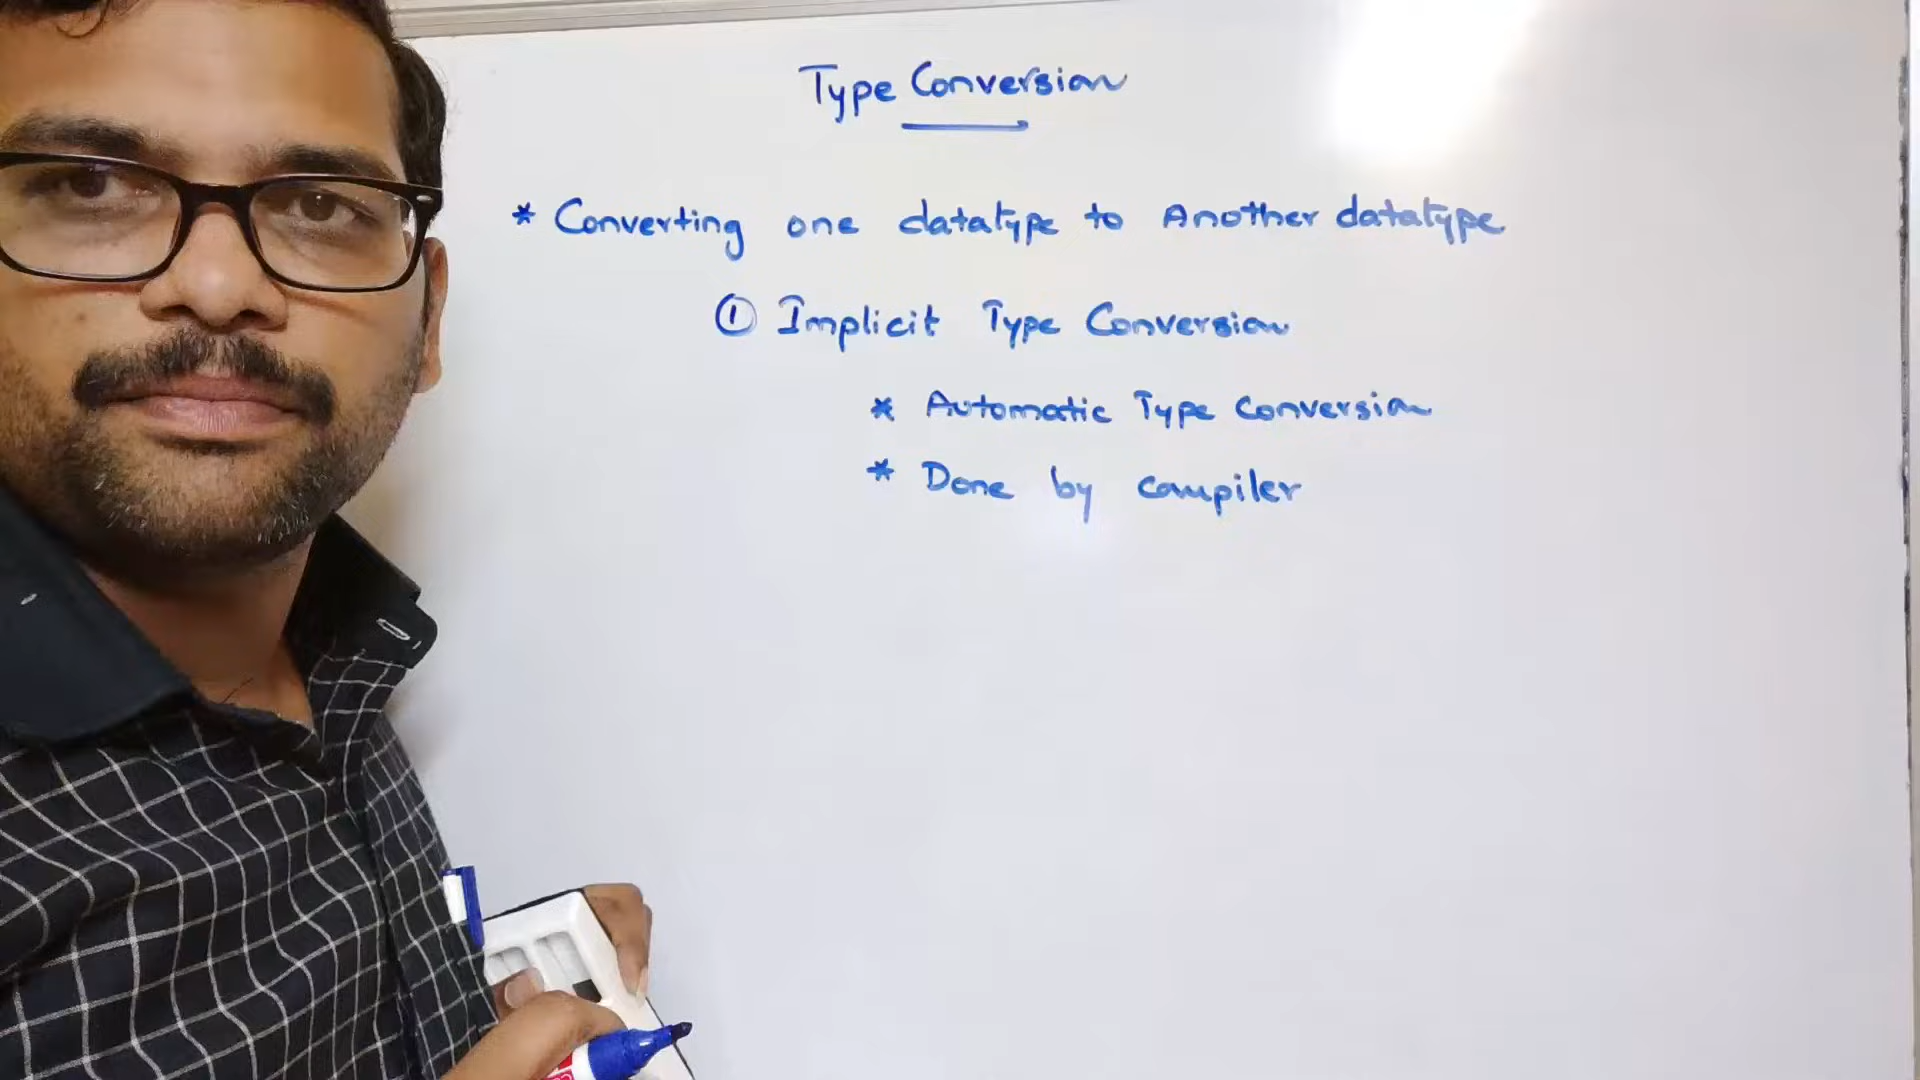 Type Conversion
* Converting one datatype to Another datatype
① Implicit Type Conversion
* Automatic Type Conversion
* Done by compiler